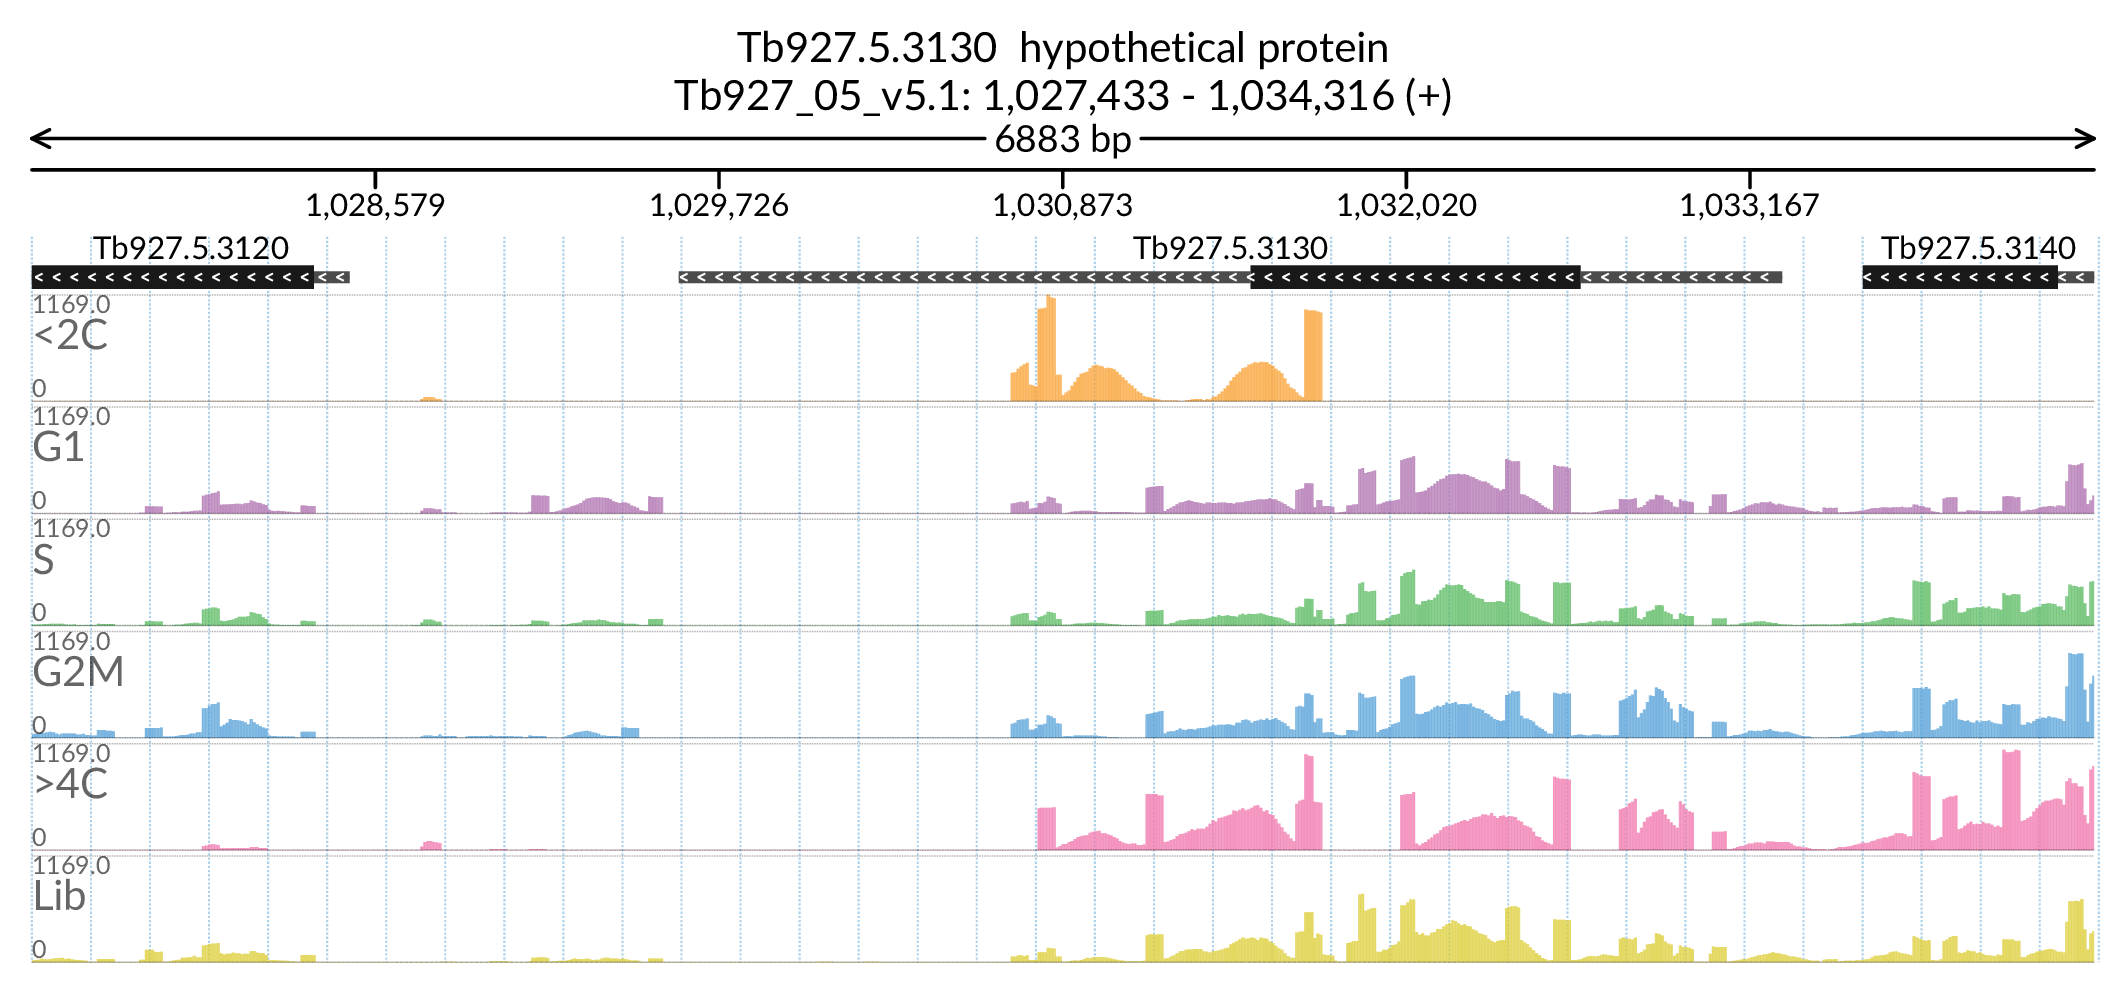 Tb927.5.3130 hypothetical protein
Tb927_05_v5.1: 1,027,433 - 1,034,316 (+)
6883 bp
1,028,579 1,029,726 1,030,873 1,032,020 1,033,167
Tb927.5.3120 Tb927.5.3130 Tb927.5.3140
1169.0
<2C
0
1169.0
G1
0
1169.0
S
0
1169.0
G2M
0
1169.0
>4C
0
1169.0
Lib
0